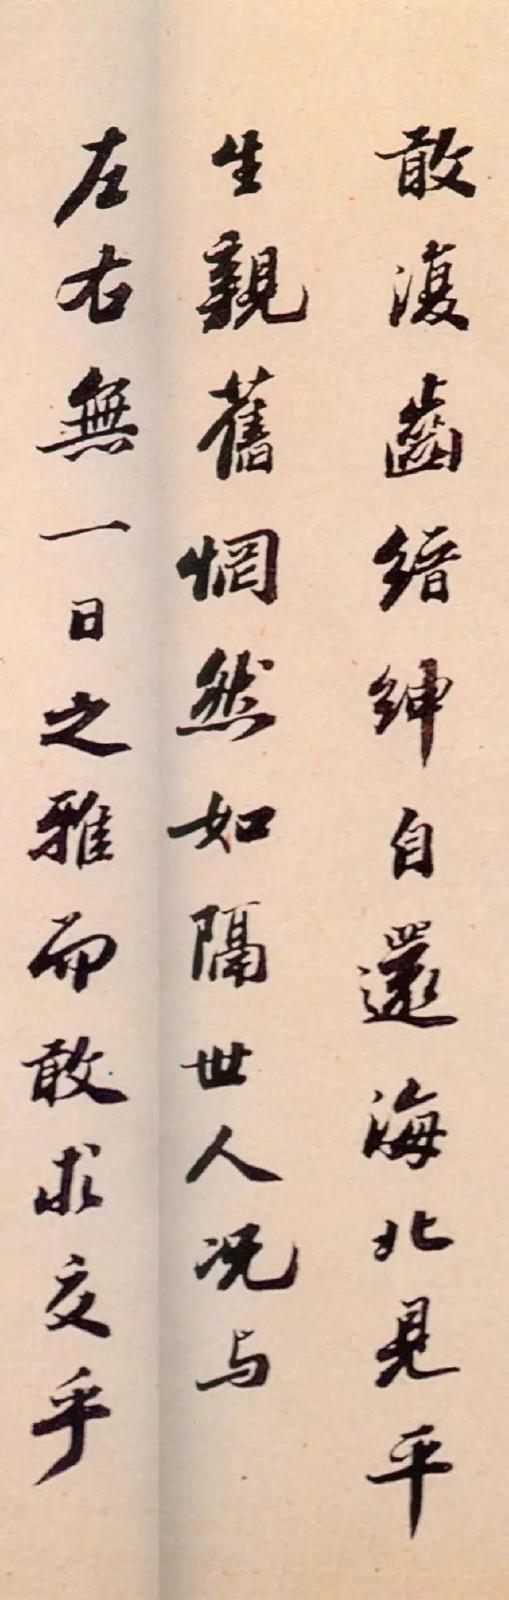 敢復齒縉紳自還海北見平
生親舊惘然如隔世人況与
左右無一日之雅而敢求交乎